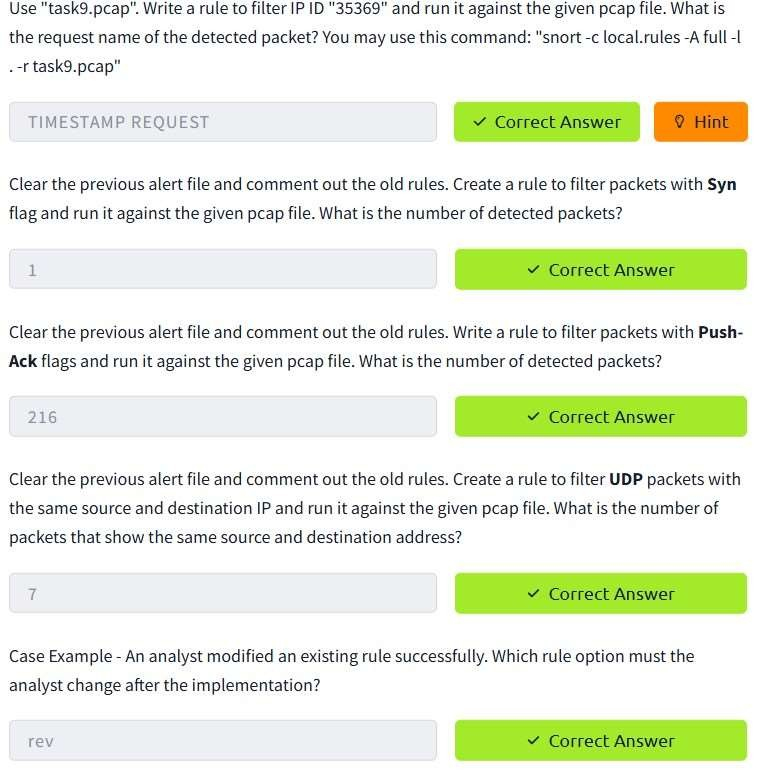 Use "task9.pcap". Write a rule to filter IP ID "35369" and run it against the given pcap file. What is
the request name of the detected packet? You may use this command: "snort -c local.rules -A full -l
. -r task9.pcap"
TIMESTAMP REQUEST
Correct Answer
Hint
Clear the previous alert file and comment out the old rules. Create a rule to filter packets with Syn
flag and run it against the given pcap file. What is the number of detected packets?
1
Correct Answer
Clear the previous alert file and comment out the old rules. Write a rule to filter packets with Push-
Ack flags and run it against the given pcap file. What is the number of detected packets?
216
Correct Answer
Clear the previous alert file and comment out the old rules. Create a rule to filter UDP packets with
the same source and destination IP and run it against the given pcap file. What is the number of
packets that show the same source and destination address?
7
Correct Answer
Case Example - An analyst modified an existing rule successfully. Which rule option must the
analyst change after the implementation?
rev
Correct Answer